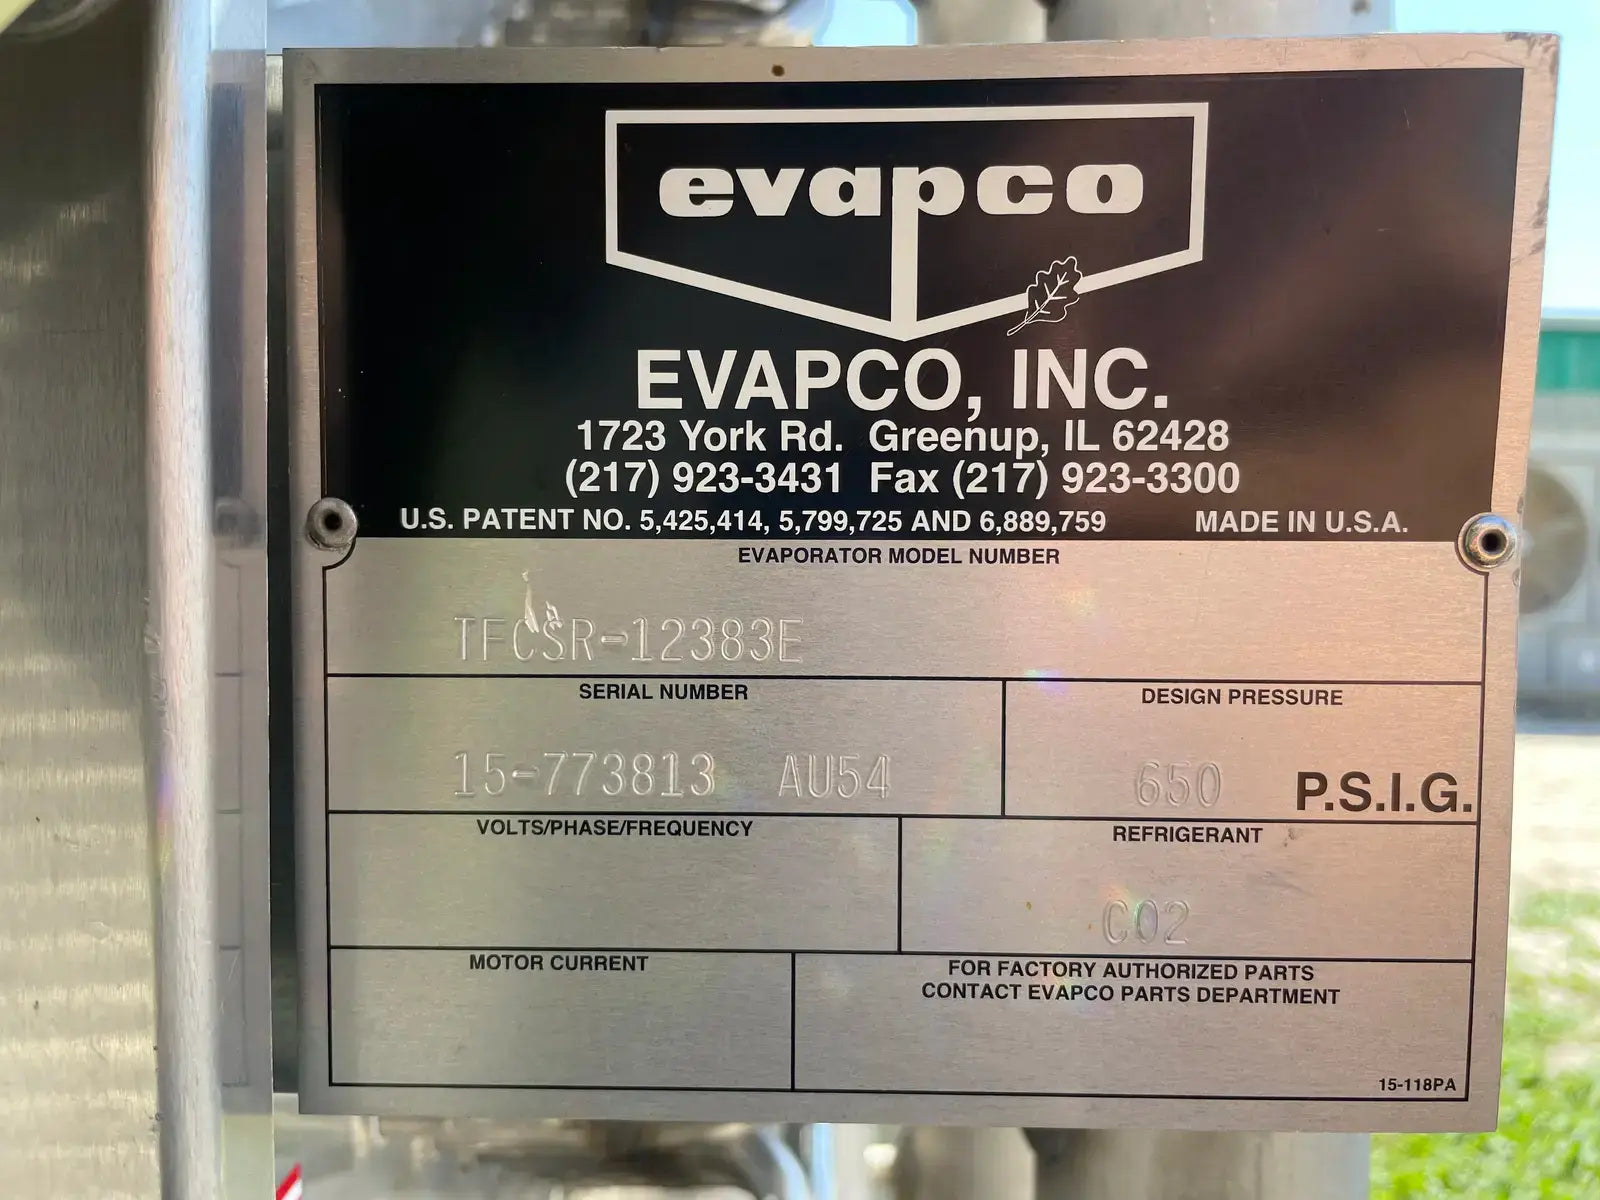 evapco
EVAPCO, INC.
1723 York Rd. Greenup, IL 62428
(217) 923-3431 Fax (217) 923-3300
U.S. PATENT NO. 5,425,414, 5,799,725 AND 6,889,759 MADE IN U.S.A.
EVAPORATOR MODEL NUMBER
TFCSR-12383E
SERIAL NUMBER
15-773813 AU54
DESIGN PRESSURE
650 P.S.I.G.
VOLTS/PHASE/FREQUENCY
REFRIGERANT
CO2
MOTOR CURRENT
FOR FACTORY AUTHORIZED PARTS
CONTACT EVAPCO PARTS DEPARTMENT
15-118PA